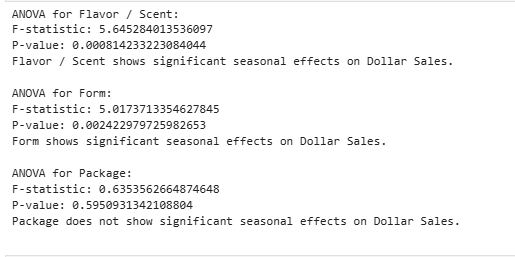 ANOVA for Flavor / Scent:
F-statistic: 5.645284013536097
P-value: 0.000814233223084044
Flavor / Scent shows significant seasonal effects on Dollar Sales.
ANOVA for Form:
F-statistic: 5.0173713354627845
P-value: 0.002422979725982653
Form shows significant seasonal effects on Dollar Sales.
ANOVA for Package:
F-statistic: 0.6353562664874648
P-value: 0.5950931342108804
Package does not show significant seasonal effects on Dollar Sales.